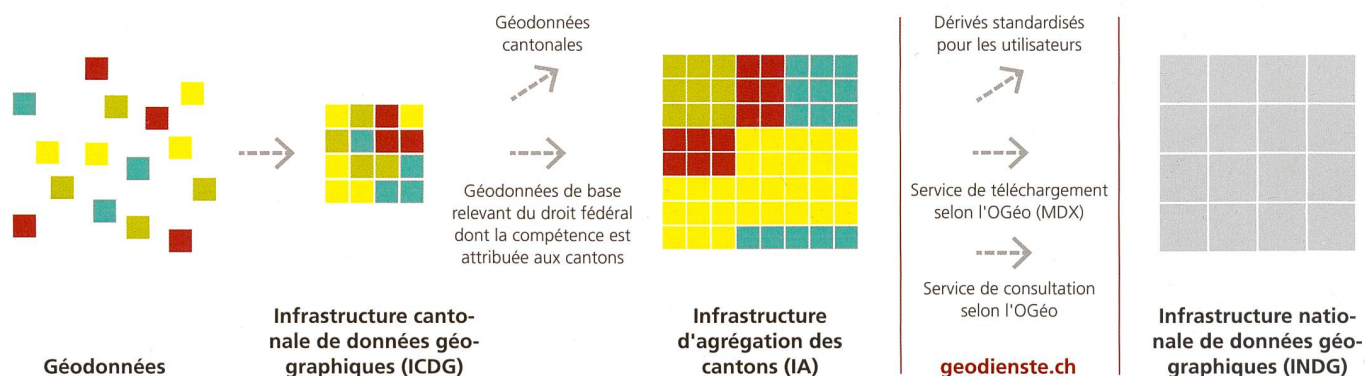 Géodonnées
cantonales
Dérivés standardisés
pour les utilisateurs
Géodonnées de base
relevant du droit fédéral
dont la compétence est
attribuée aux cantons
Service de téléchargement
selon l'OGéo (MDX)
Service de consultation
selon l'OGéo
Géodonnées
Infrastructure canto-
nale de données géo-
graphiques (ICDG)
Infrastructure
d'agrégation des
cantons (IA)
geodienste.ch
Infrastructure natio-
nale de données géo-
graphiques (INDG)